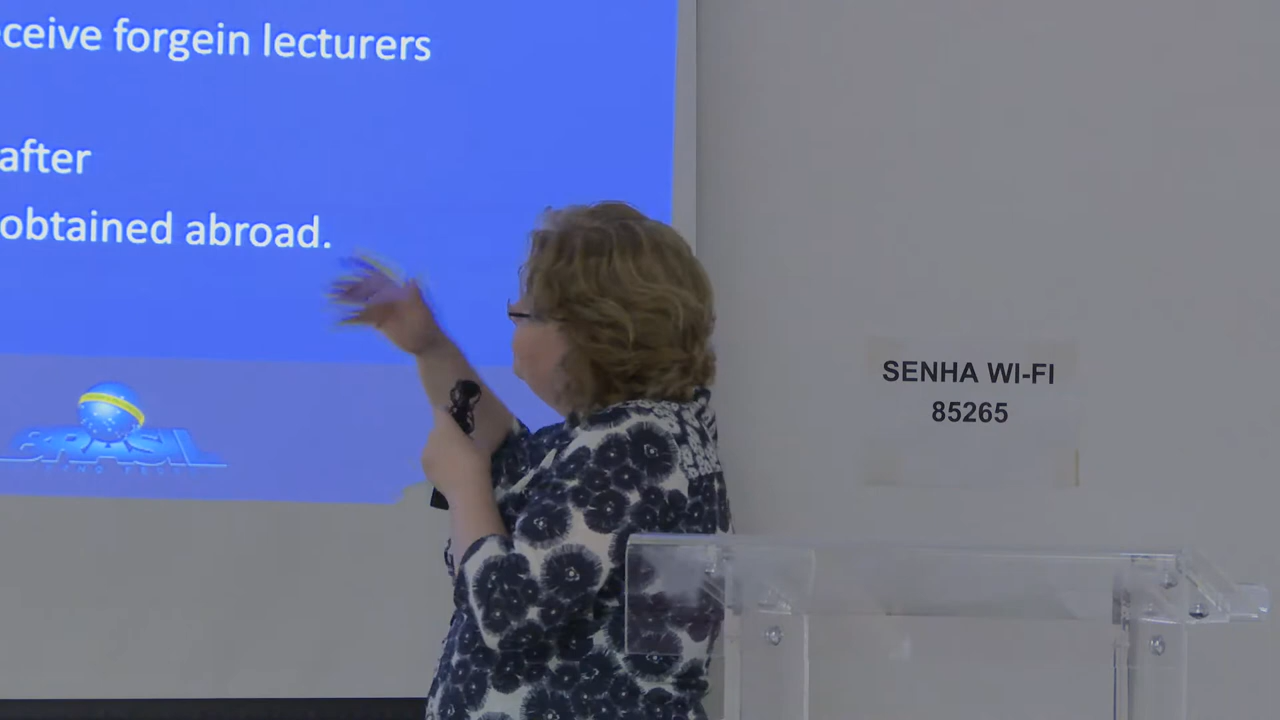 ceive forgein lecturers
after
obtained abroad.
BRASIL
SENHA WI-FI
85265